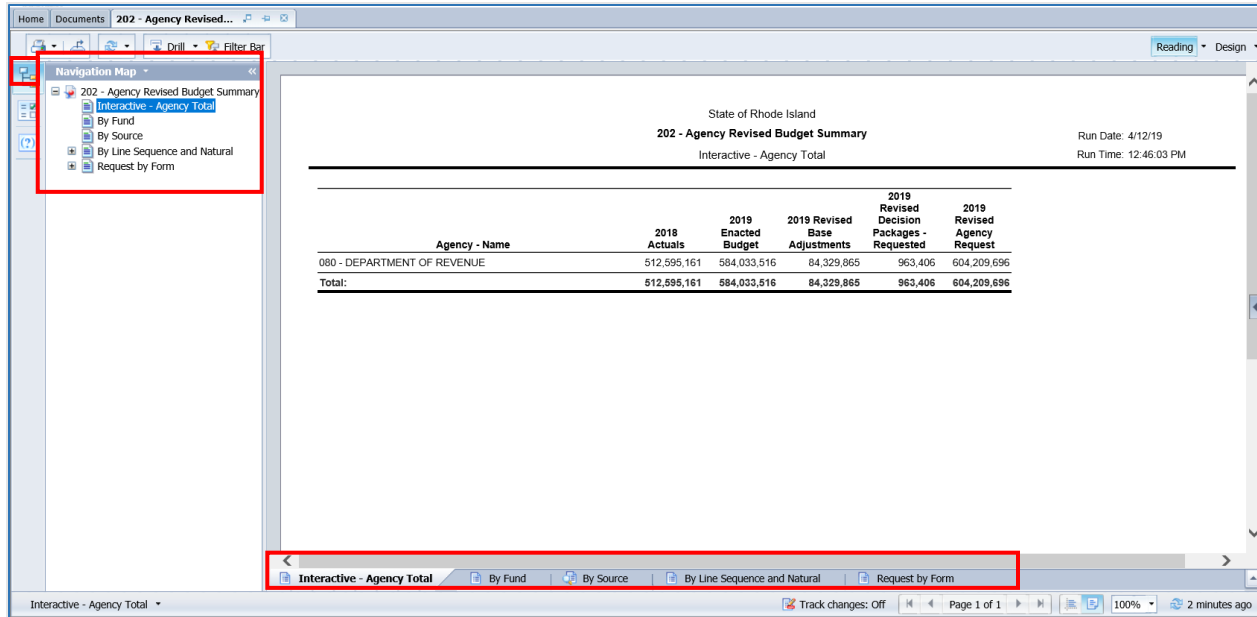 Home Documents 202 - Agency Revised...
Drill Filter Bar
Reading Design
Navigation Map «
202 - Agency Revised Budget Summary
Interactive - Agency Total
By Fund
By Source
By Line Sequence and Natural
Request by Form
(?)
State of Rhode Island
202 - Agency Revised Budget Summary
Run Date: 4/12/19
Interactive - Agency Total
Run Time: 12:46:03 PM
Agency - Name 2018 Actuals 2019 Enacted Budget 2019 Revised Base Adjustments 2019 Revised Decision Packages - Requested 2019 Revised Agency Request
080 - DEPARTMENT OF REVENUE 512,595,161 584,033,516 84,329,865 963,406 604,209,696
Total: 512,595,161 584,033,516 84,329,865 963,406 604,209,696
Interactive - Agency Total By Fund By Source By Line Sequence and Natural Request by Form
Interactive - Agency Total Track changes: Off Page 1 of 1 100% 2 minutes ago